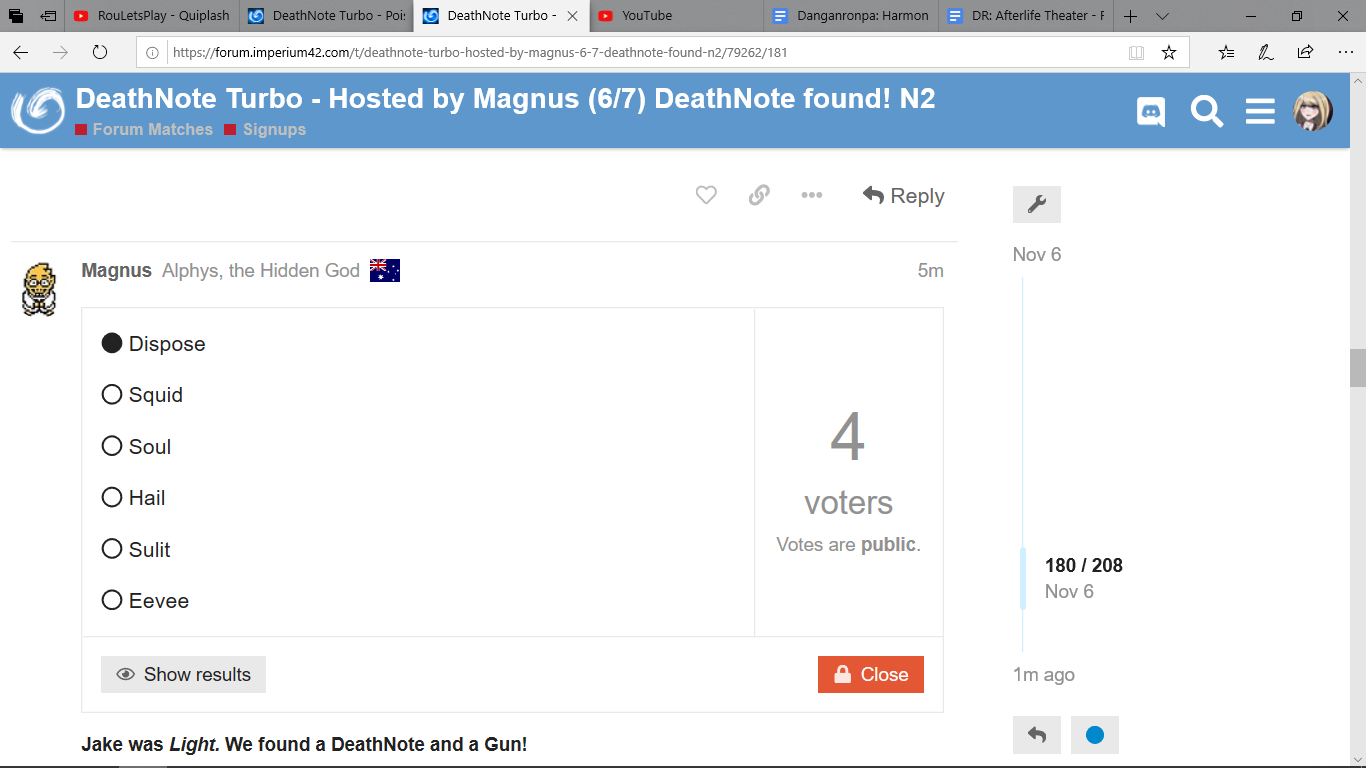 RouLetsPlay - Quiplash
DeathNote Turbo - Poi
DeathNote Turbo -
YouTube
Danganronpa: Harmon
DR: Afterlife Theater - F
https://forum.imperium42.com/t/deathnote-turbo-hosted-by-magnus-6-7-deathnote-found-n2/79262/181
DeathNote Turbo - Hosted by Magnus (6/7) DeathNote found! N2
Forum Matches Signups
Reply
Nov 6
Magnus Alphys, the Hidden God 5m
Dispose
Squid
Soul
Hail
Sulit
Eevee
4
voters
Votes are public.
180 / 208
Nov 6
Show results
Close
1m ago
Jake was Light. We found a DeathNote and a Gun!